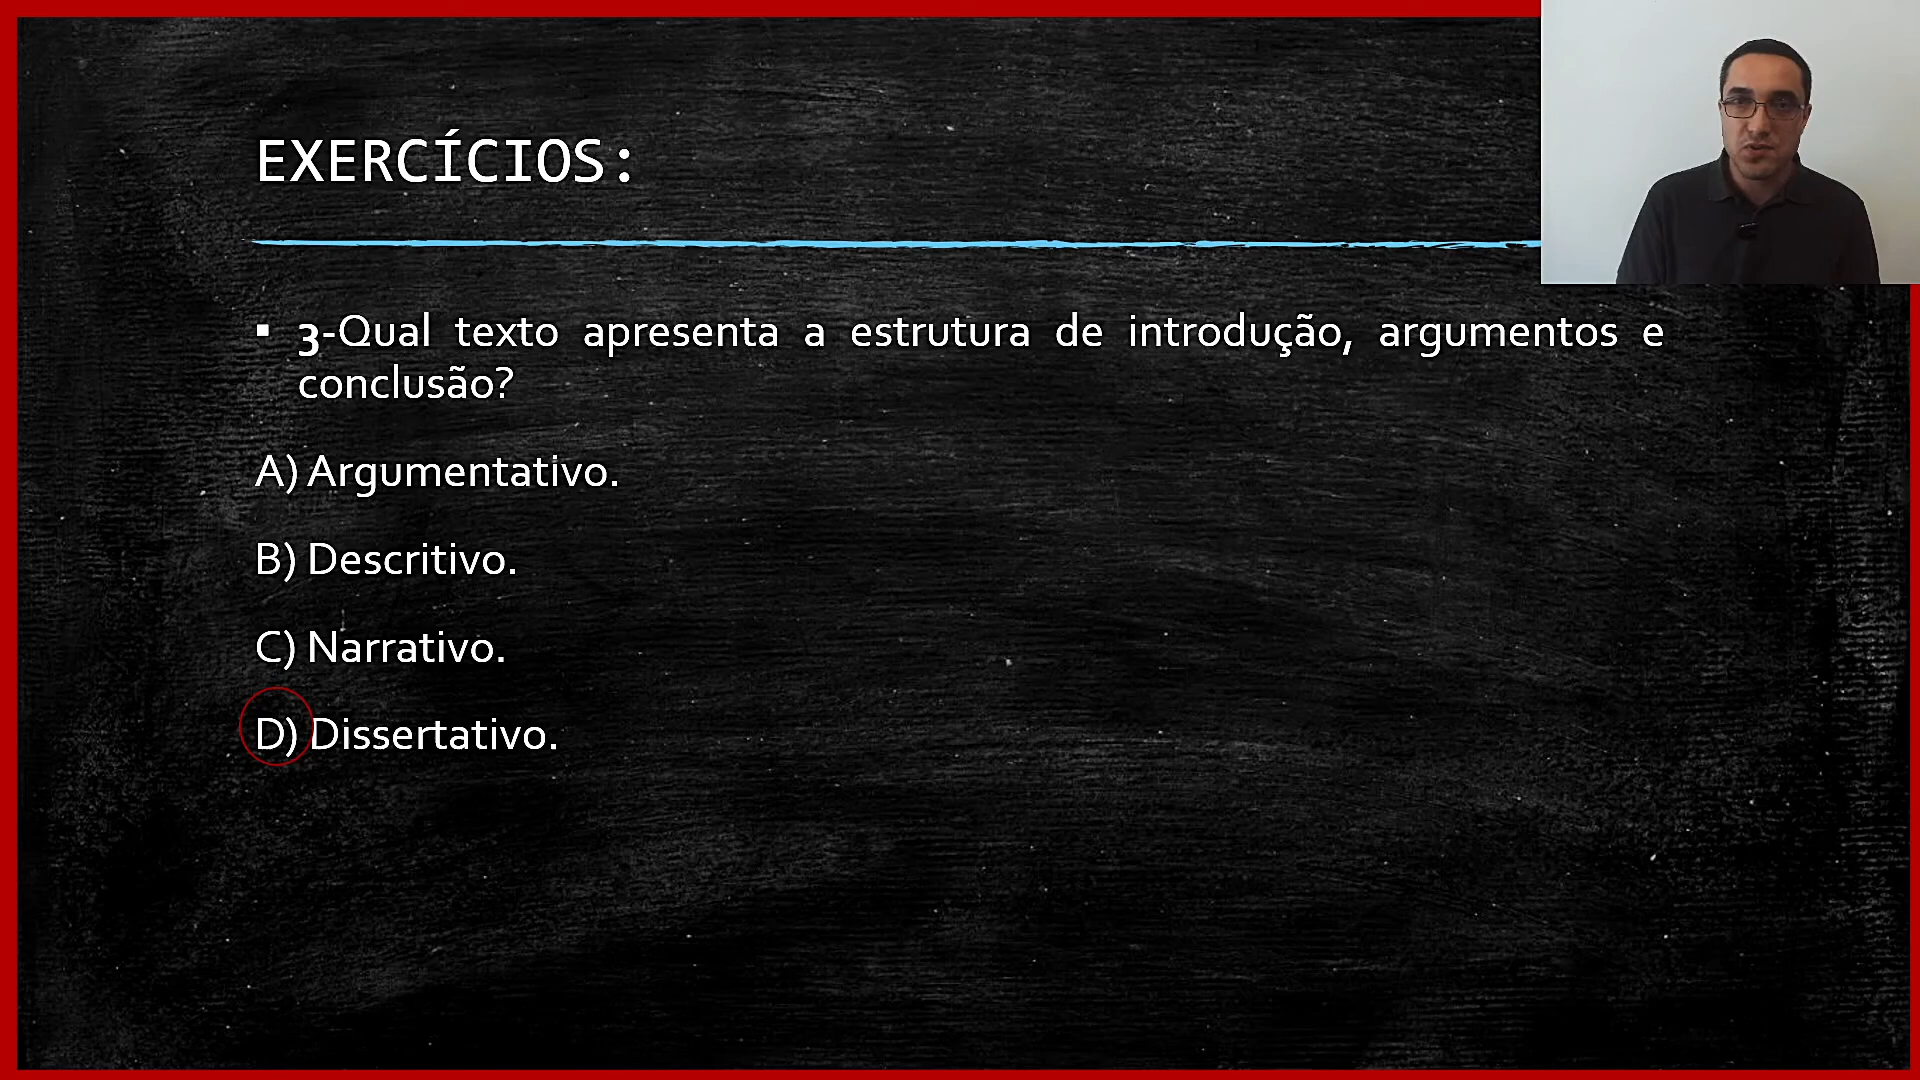 EXERCÍCIOS:
▪ 3-Qual texto apresenta a estrutura de introdução, argumentos e
conclusão?
A) Argumentativo.
B) Descritivo.
C) Narrativo.
D) Dissertativo.